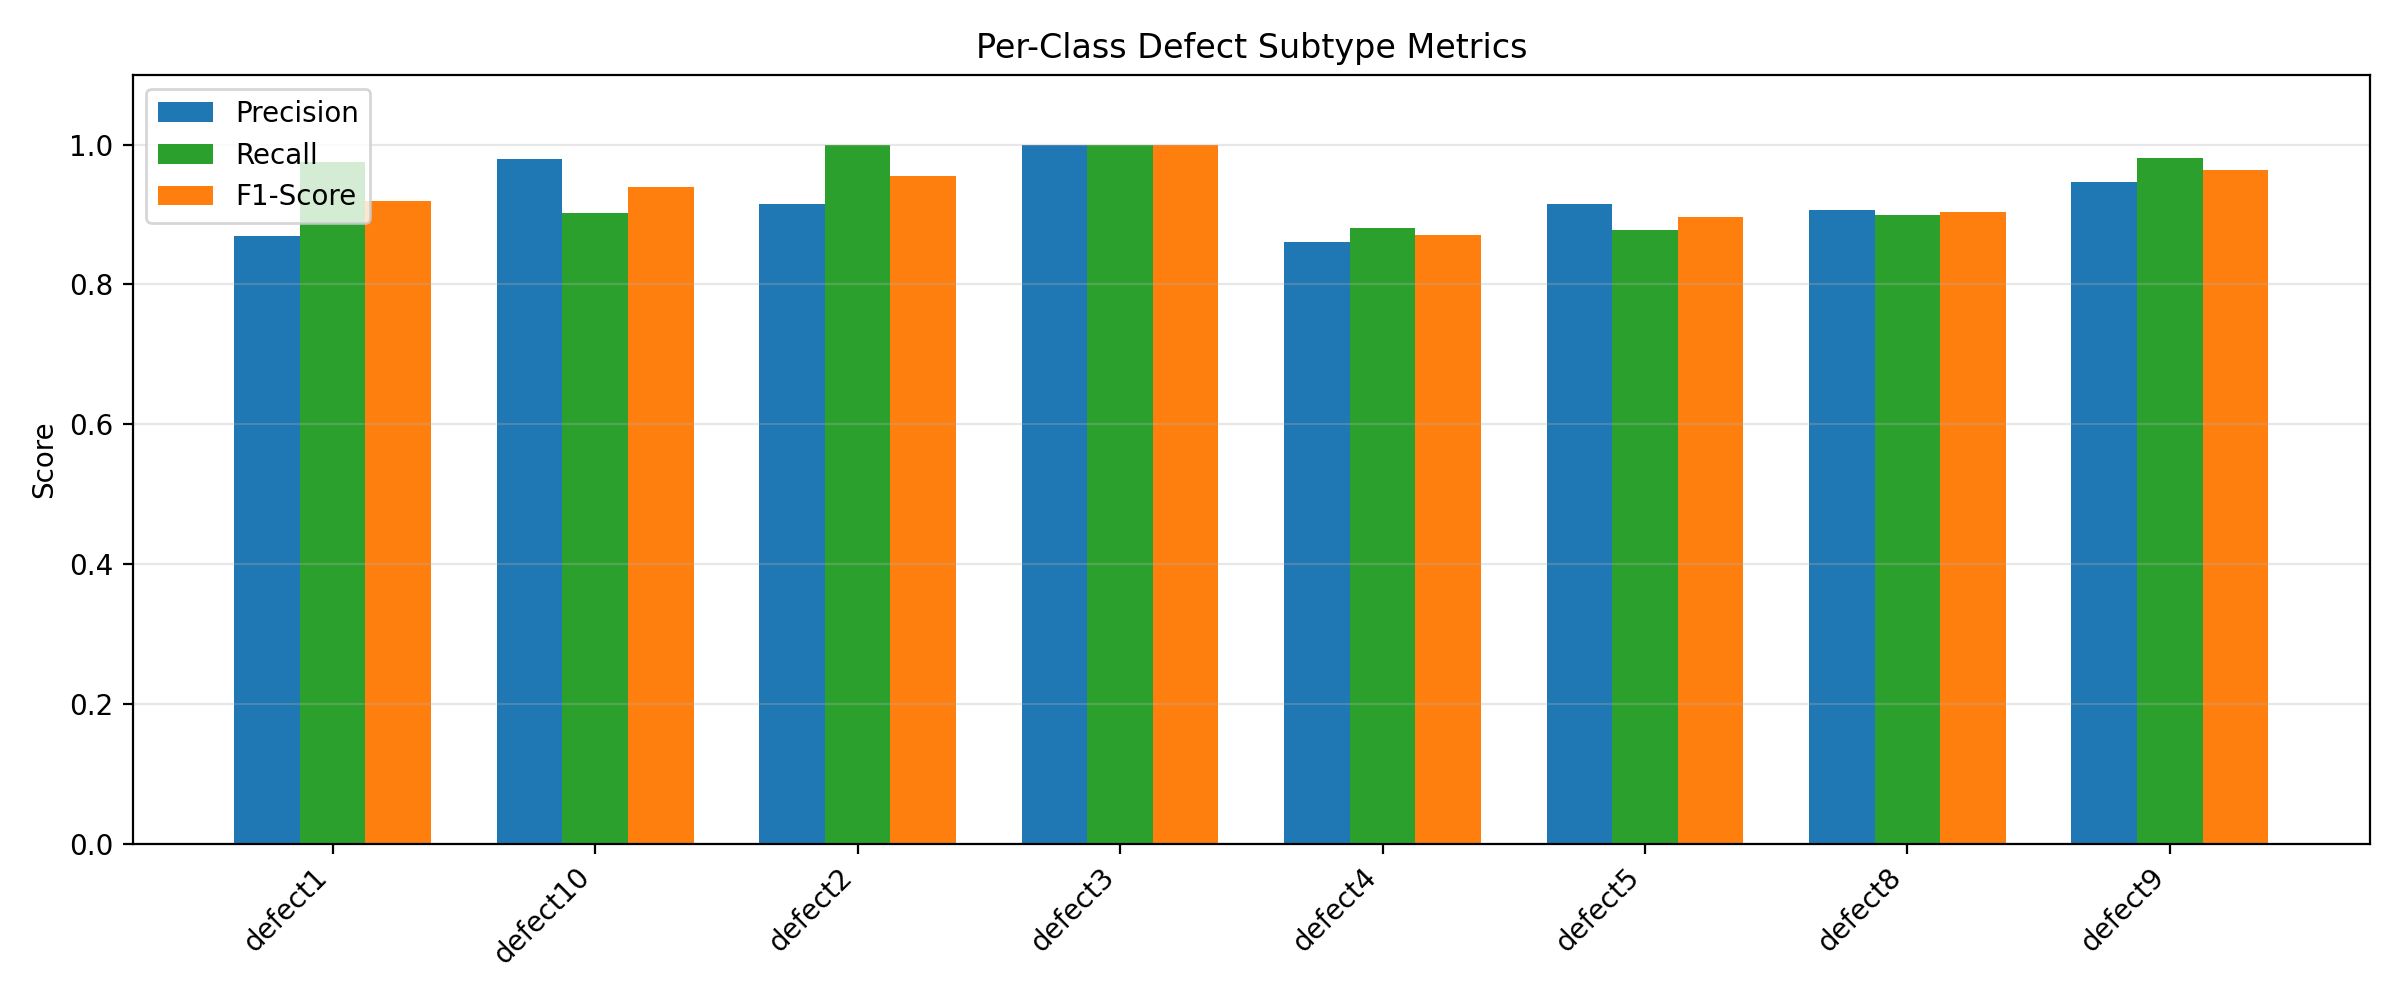 Per-Class Defect Subtype Metrics
Precision
Recall
F1-Score
Score
1.0
0.8
0.6
0.4
0.2
0.0
defect1
defect10
defect2
defect3
defect4
defect5
defect8
defect9